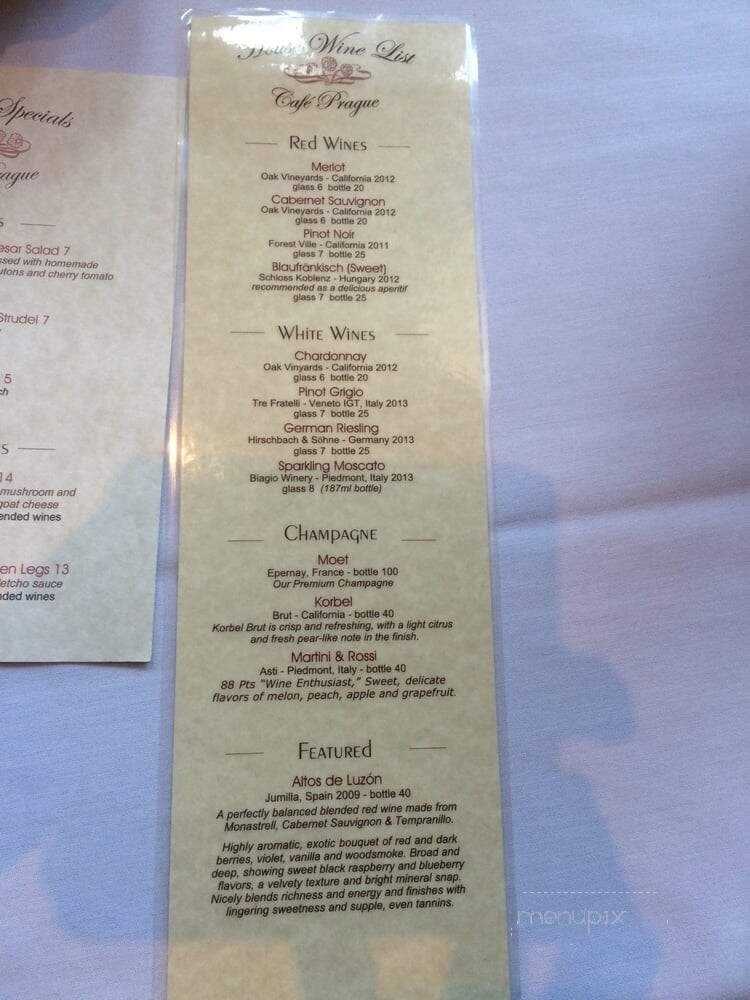 Specials
ague
S
esar Salad 7
ssed with homemade
utons and cherry tomato
Strudel 7
5
ch
S
14
mushroom and
goat cheese
ended wines
en Legs 13
etcho sauce
nded wines
House Wine List
Café Prague
Red Wines
Merlot
Oak Vineyards - California 2012
glass 6 bottle 20
Cabernet Sauvignon
Oak Vineyards - California 2012
glass 6 bottle 20
Pinot Noir
Forest Ville - California 2011
glass 7 bottle 25
Blaufränkisch (Sweet)
Schloss Koblenz - Hungary 2012
recommended as a delicious aperitif
glass 7 bottle 25
White Wines
Chardonnay
Oak Vinyards - California 2012
glass 6 bottle 20
Pinot Grigio
Tre Fratelli - Veneto IGT, Italy 2013
glass 7 bottle 25
German Riesling
Hirschbach & Söhne - Germany 2013
glass 7 bottle 25
Sparkling Moscato
Biagio Winery - Piedmont, Italy 2013
glass 8 (187ml bottle)
Champagne
Moet
Epernay, France - bottle 100
Our Premium Champagne
Korbel
Brut - California - bottle 40
Korbel Brut is crisp and refreshing, with a light citrus
and fresh pear-like note in the finish.
Martini & Rossi
Asti - Piedmont, Italy - bottle 40
88 Pts "Wine Enthusiast," Sweet, delicate
flavors of melon, peach, apple and grapefruit.
Featured
Altos de Luzón
Jumilla, Spain 2009 - bottle 40
A perfectly balanced blended red wine made from
Monastrell, Cabernet Sauvignon & Tempranillo.
Highly aromatic, exotic bouquet of red and dark
berries, violet, vanilla and woodsmoke. Broad and
deep, showing sweet black raspberry and blueberry
flavors, a velvety texture and bright mineral snap.
Nicely blends richness and energy and finishes with
lingering sweetness and supple, even tannins.
menupix